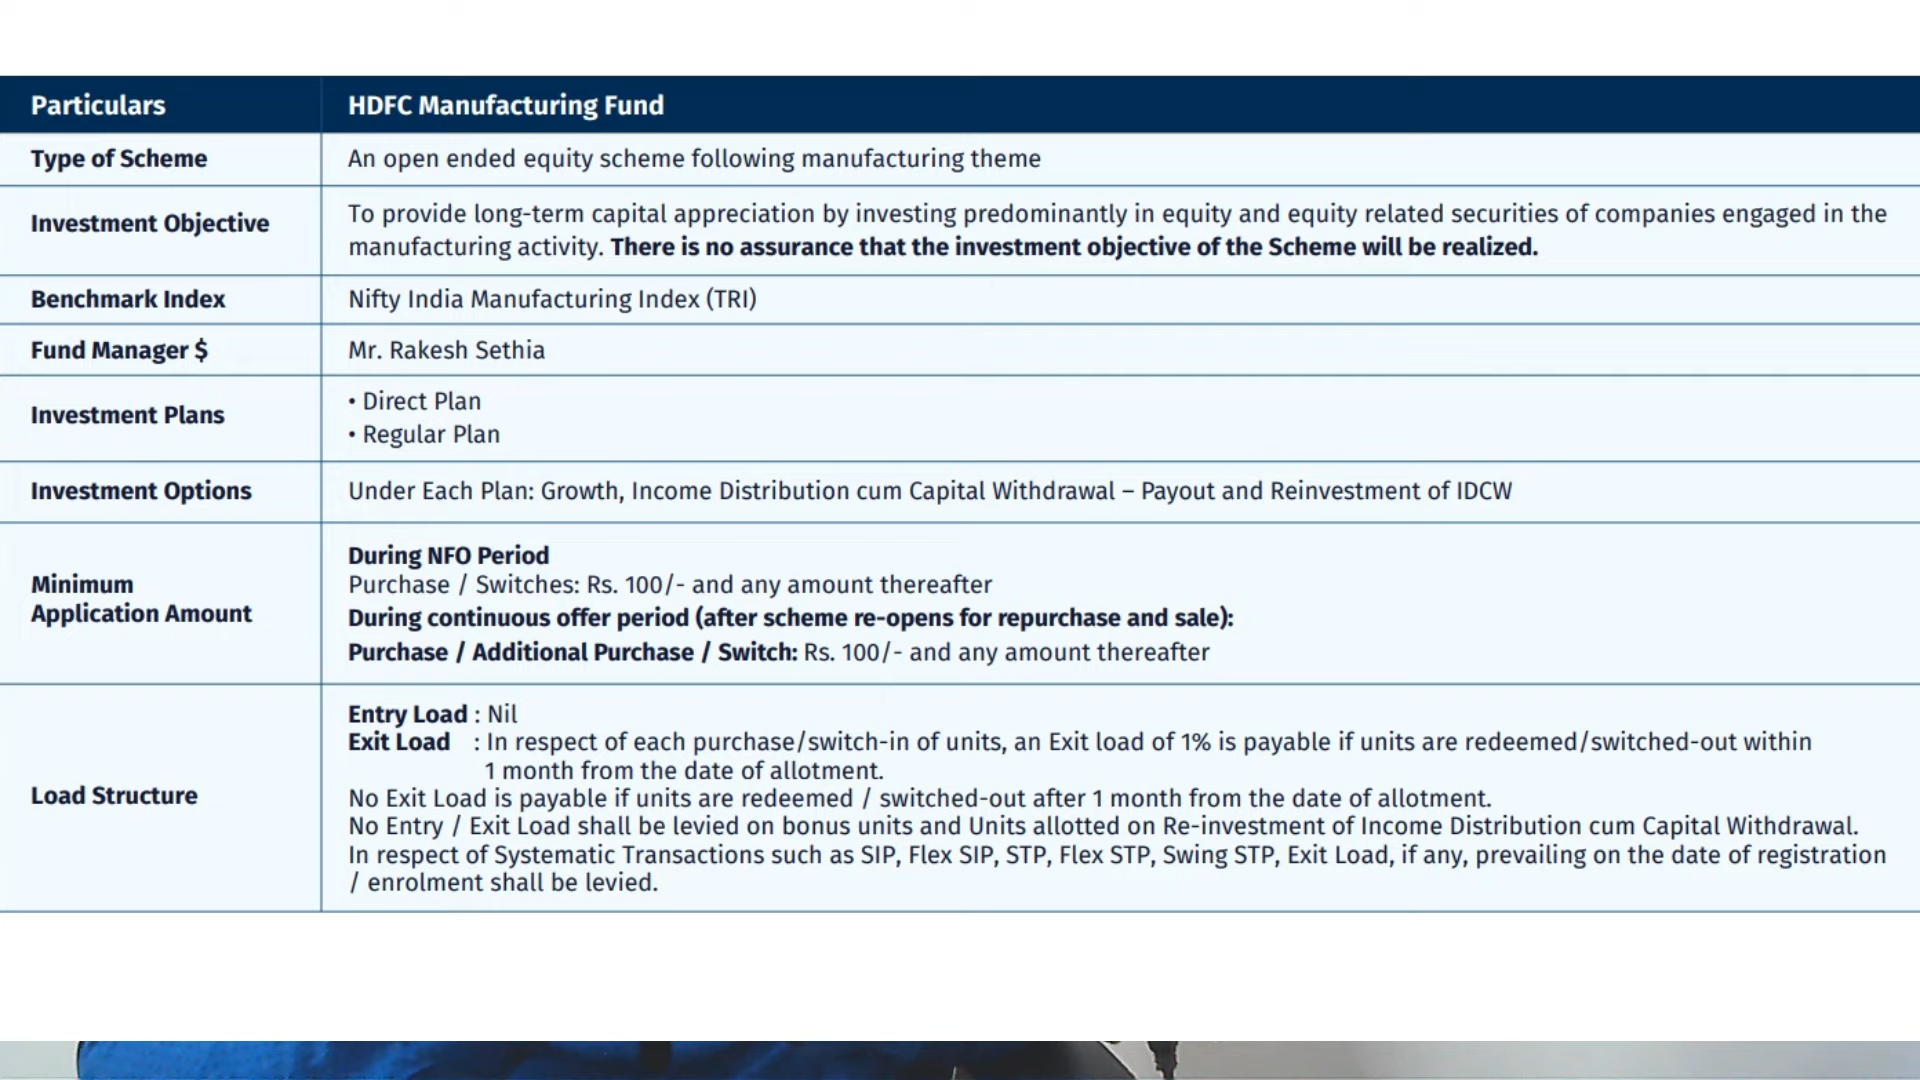 Particulars
HDFC Manufacturing Fund
Type of Scheme
An open ended equity scheme following manufacturing theme
Investment Objective
To provide long-term capital appreciation by investing predominantly in equity and equity related securities of companies engaged in the
manufacturing activity. There is no assurance that the investment objective of the Scheme will be realized.
Benchmark Index
Nifty India Manufacturing Index (TRI)
Fund Manager $
Mr. Rakesh Sethia
Investment Plans
• Direct Plan
• Regular Plan
Investment Options
Under Each Plan: Growth, Income Distribution cum Capital Withdrawal – Payout and Reinvestment of IDCW
Minimum
Application Amount
During NFO Period
Purchase / Switches: Rs. 100/- and any amount thereafter
During continuous offer period (after scheme re-opens for repurchase and sale):
Purchase / Additional Purchase / Switch: Rs. 100/- and any amount thereafter
Load Structure
Entry Load : Nil
Exit Load : In respect of each purchase/switch-in of units, an Exit load of 1% is payable if units are redeemed/switched-out within
1 month from the date of allotment.
No Exit Load is payable if units are redeemed / switched-out after 1 month from the date of allotment.
No Entry / Exit Load shall be levied on bonus units and Units allotted on Re-investment of Income Distribution cum Capital Withdrawal.
In respect of Systematic Transactions such as SIP, Flex SIP, STP, Flex STP, Swing STP, Exit Load, if any, prevailing on the date of registration
/ enrolment shall be levied.